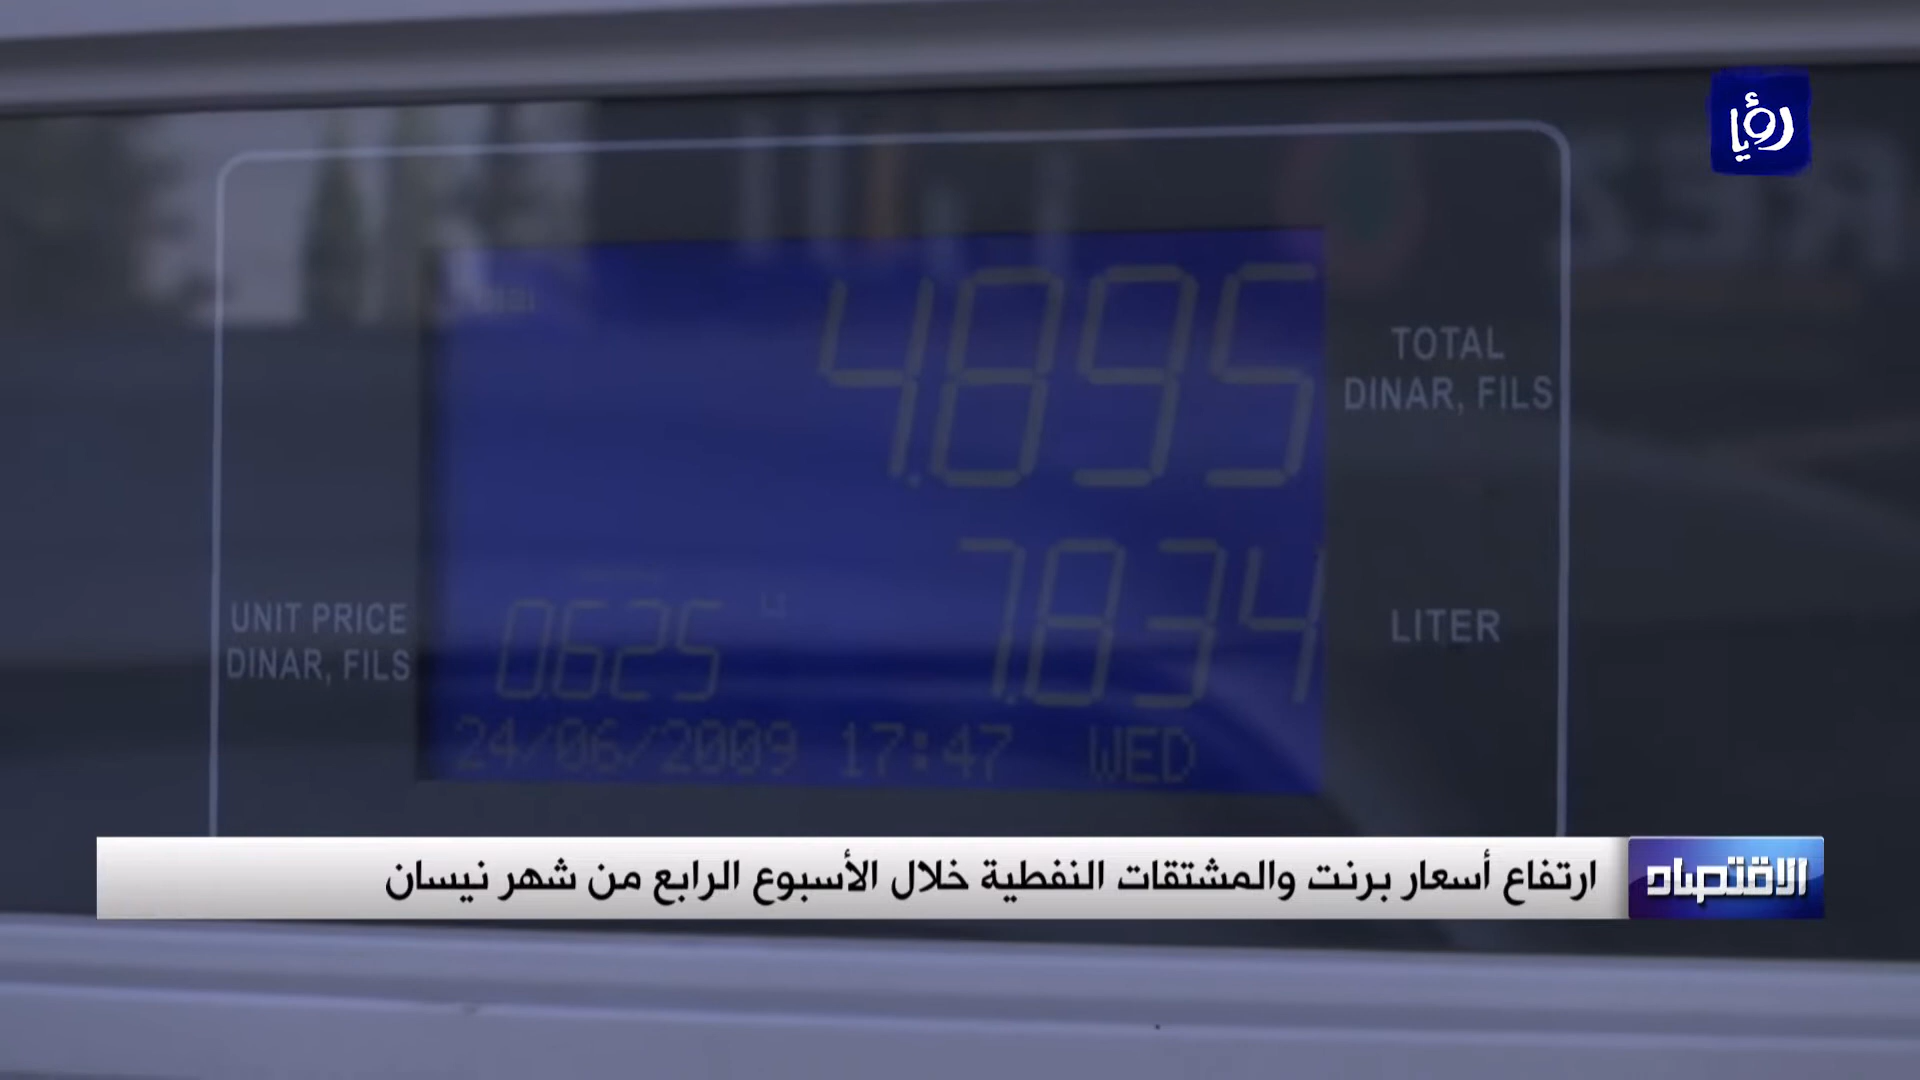 رؤيا
4.895
TOTAL
DINAR, FILS
UNIT PRICE
DINAR, FILS
0.625
7.834
LITER
24/06/2009 17:47 WED
الاقتصاد
ارتفاع أسعار برنت والمشتقات النفطية خلال الأسبوع الرابع من شهر نيسان